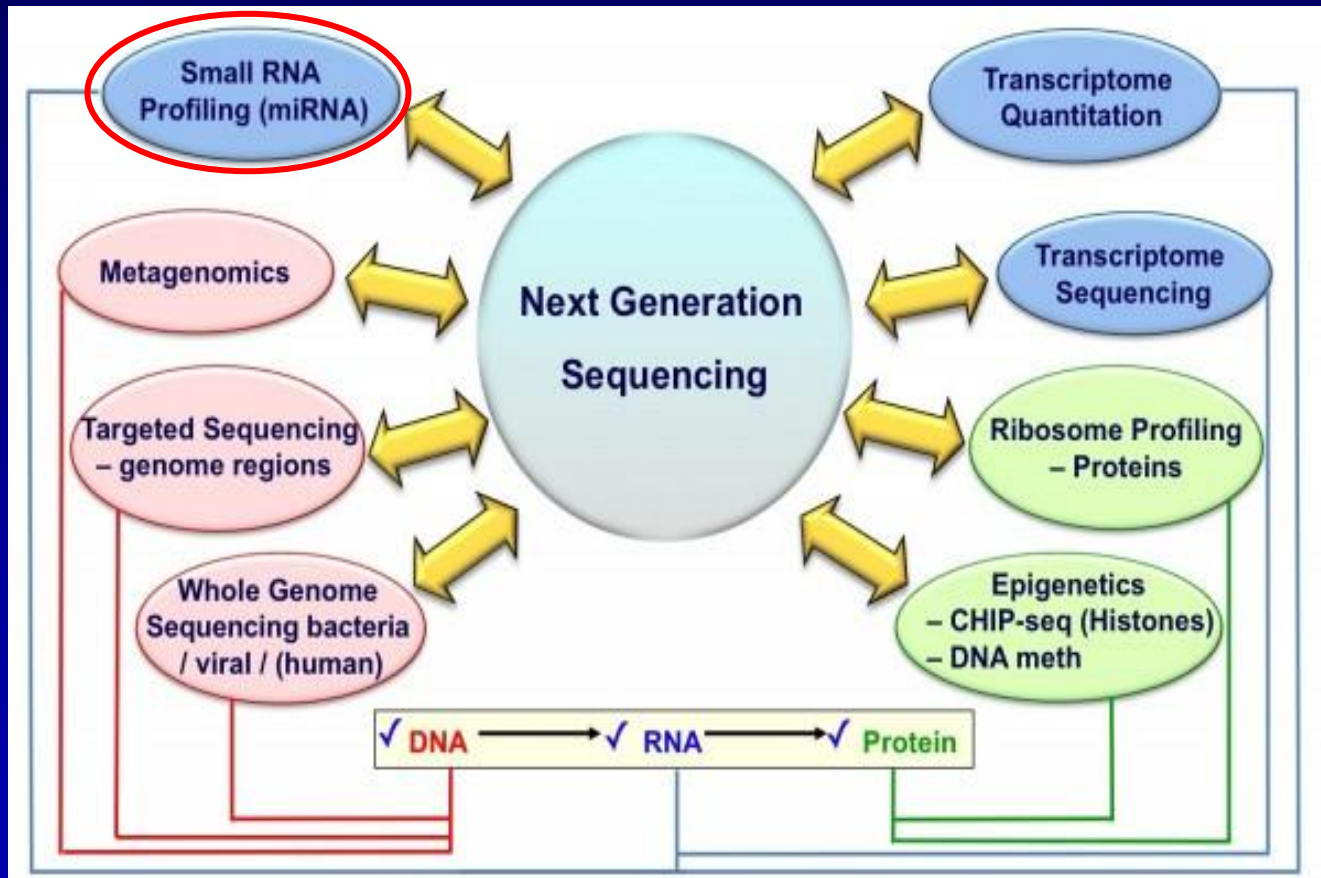 Small RNA
Profiling (miRNA)
Transcriptome
Quantitation
Metagenomics
Transcriptome
Sequencing
Next Generation
Sequencing
Targeted Sequencing
– genome regions
Ribosome Profiling
– Proteins
Whole Genome
Sequencing bacteria
/ viral / (human)
Epigenetics
– CHIP-seq (Histones)
– DNA meth
✓ DNA ✓ RNA ✓ Protein